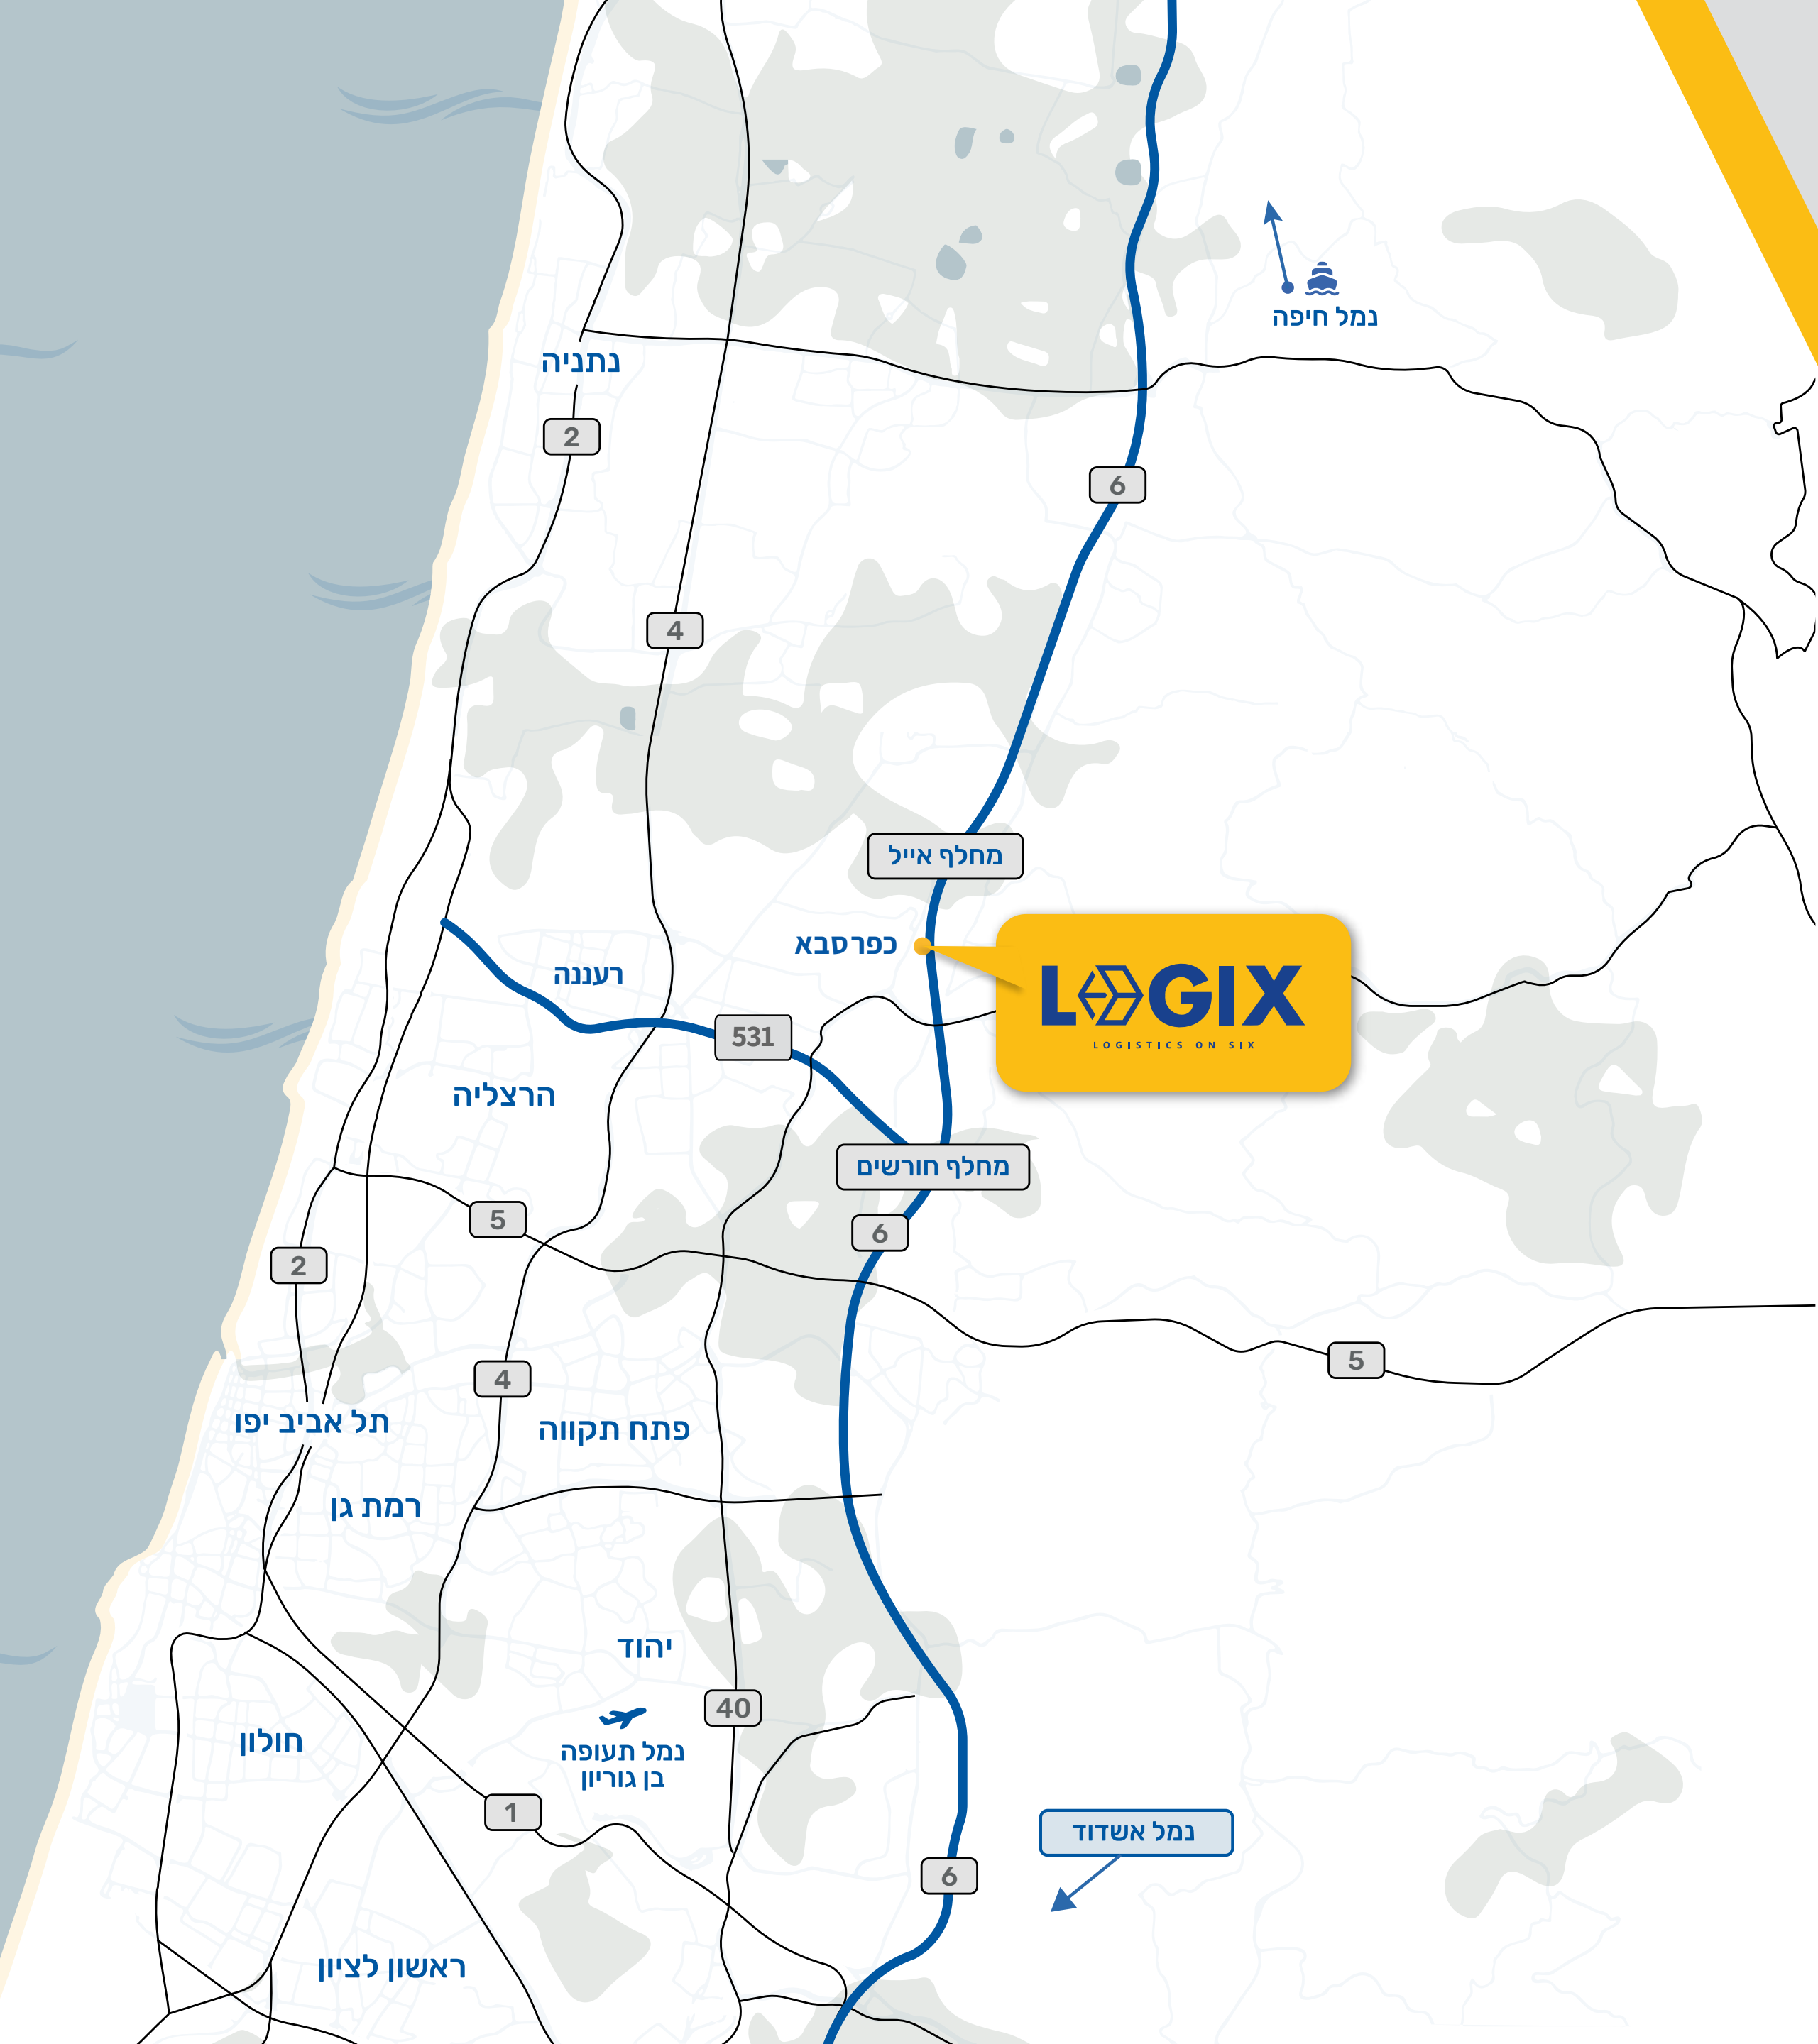 נמל חיפה
נתניה
2
6
4
מחלף אייל
כפר סבא
רעננה
LOGIX
LOGISTICS ON SIX
531
הרצליה
מחלף חורשים
5
6
2
5
4
תל אביב יפו
פתח תקווה
רמת גן
יהוד
40
חולון
נמל תעופה
בן גוריון
1
נמל אשדוד
6
ראשון לציון